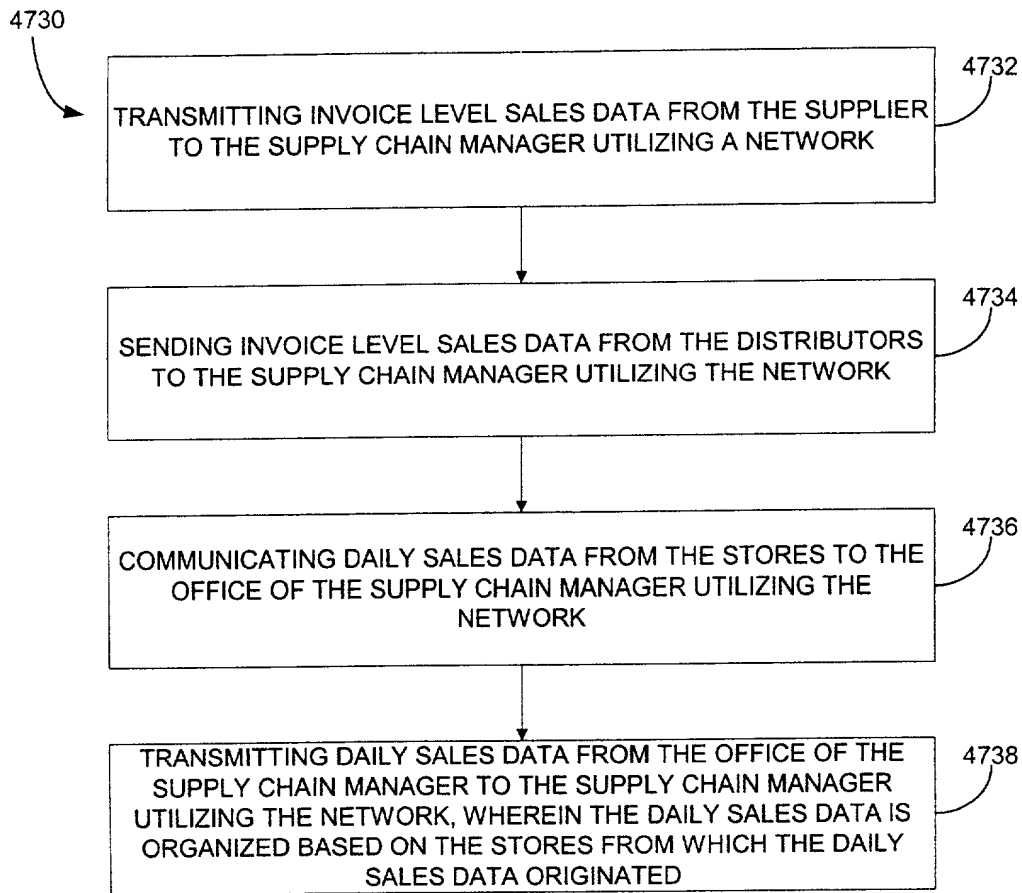 4730
4732
TRANSMITTING INVOICE LEVEL SALES DATA FROM THE SUPPLIER
TO THE SUPPLY CHAIN MANAGER UTILIZING A NETWORK
4734
SENDING INVOICE LEVEL SALES DATA FROM THE DISTRIBUTORS
TO THE SUPPLY CHAIN MANAGER UTILIZING THE NETWORK
4736
COMMUNICATING DAILY SALES DATA FROM THE STORES TO THE
OFFICE OF THE SUPPLY CHAIN MANAGER UTILIZING THE
NETWORK
4738
TRANSMITTING DAILY SALES DATA FROM THE OFFICE OF THE
SUPPLY CHAIN MANAGER TO THE SUPPLY CHAIN MANAGER
UTILIZING THE NETWORK, WHEREIN THE DAILY SALES DATA IS
ORGANIZED BASED ON THE STORES FROM WHICH THE DAILY
SALES DATA ORIGINATED